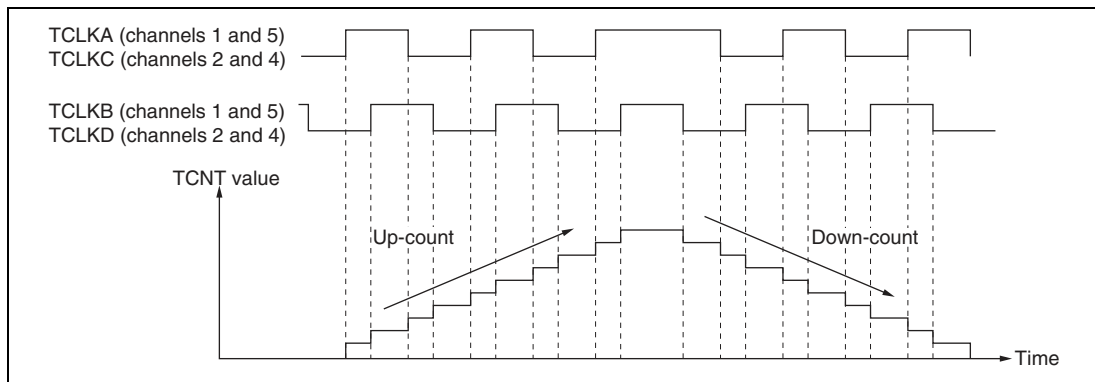 TCLKA (channels 1 and 5)
TCLKC (channels 2 and 4)
TCLKB (channels 1 and 5)
TCLKD (channels 2 and 4)
TCNT value
Up-count
Down-count
Time